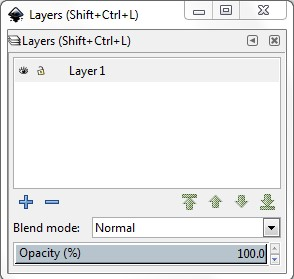 Layers (Shift+Ctrl+L)
Layers (Shift+Ctrl+L)
Layer 1
Blend mode: Normal
Opacity (%) 100.0